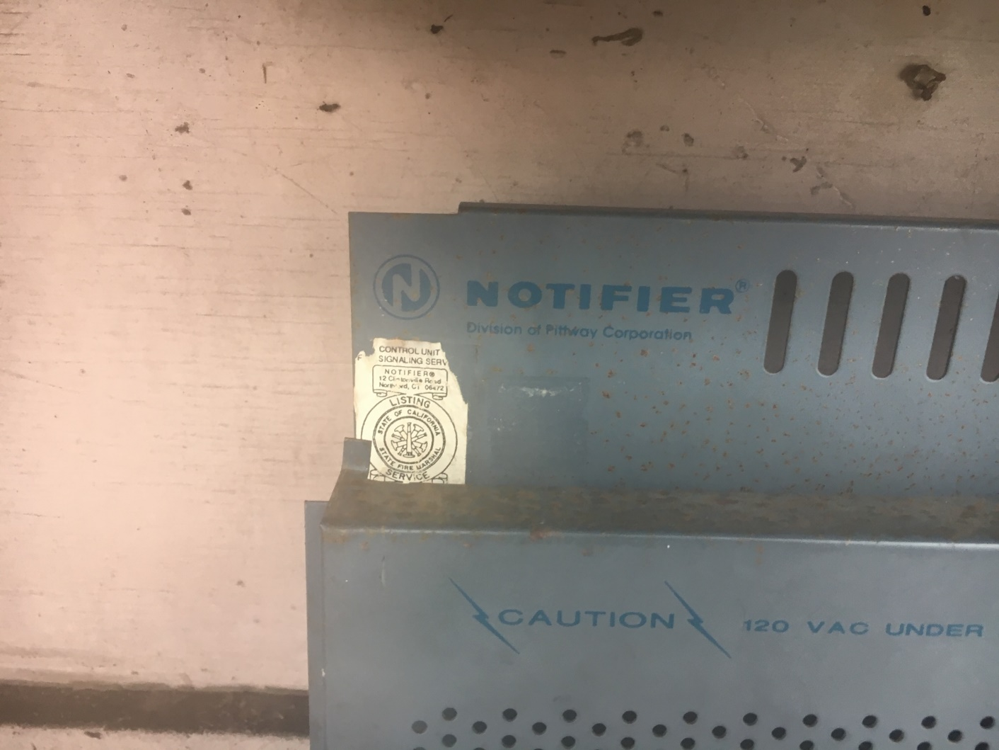 N
NOTIFIER®
Division of Pittway Corporation
CONTROL UNIT
SIGNALING SERV
NOTIFIER®
12 Clintonville Road
Northford, CT 06472
LISTING
STATE OF CALIFORNIA
STATE FIRE MARSHAL
SERVICE
CAUTION 120 VAC UNDER